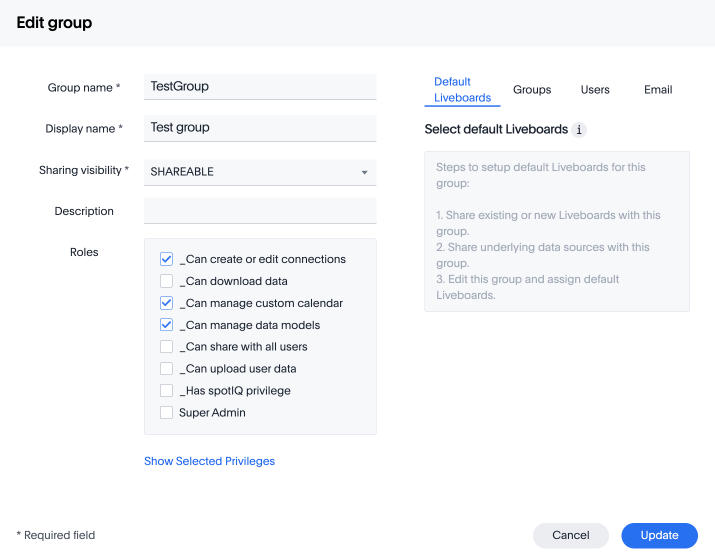 Edit group
Group name *
TestGroup
Display name *
Test group
Sharing visibility *
SHAREABLE
Description
Roles
_Can create or edit connections
_Can download data
_Can manage custom calendar
_Can manage data models
_Can share with all users
_Can upload user data
_Has spotIQ privilege
Super Admin
Show Selected Privileges
Default
Liveboards
Groups
Users
Email
Select default Liveboards i
Steps to setup default Liveboards for this
group:
1. Share existing or new Liveboards with this
group.
2. Share underlying data sources with this
group.
3. Edit this group and assign default
Liveboards.
* Required field
Cancel
Update